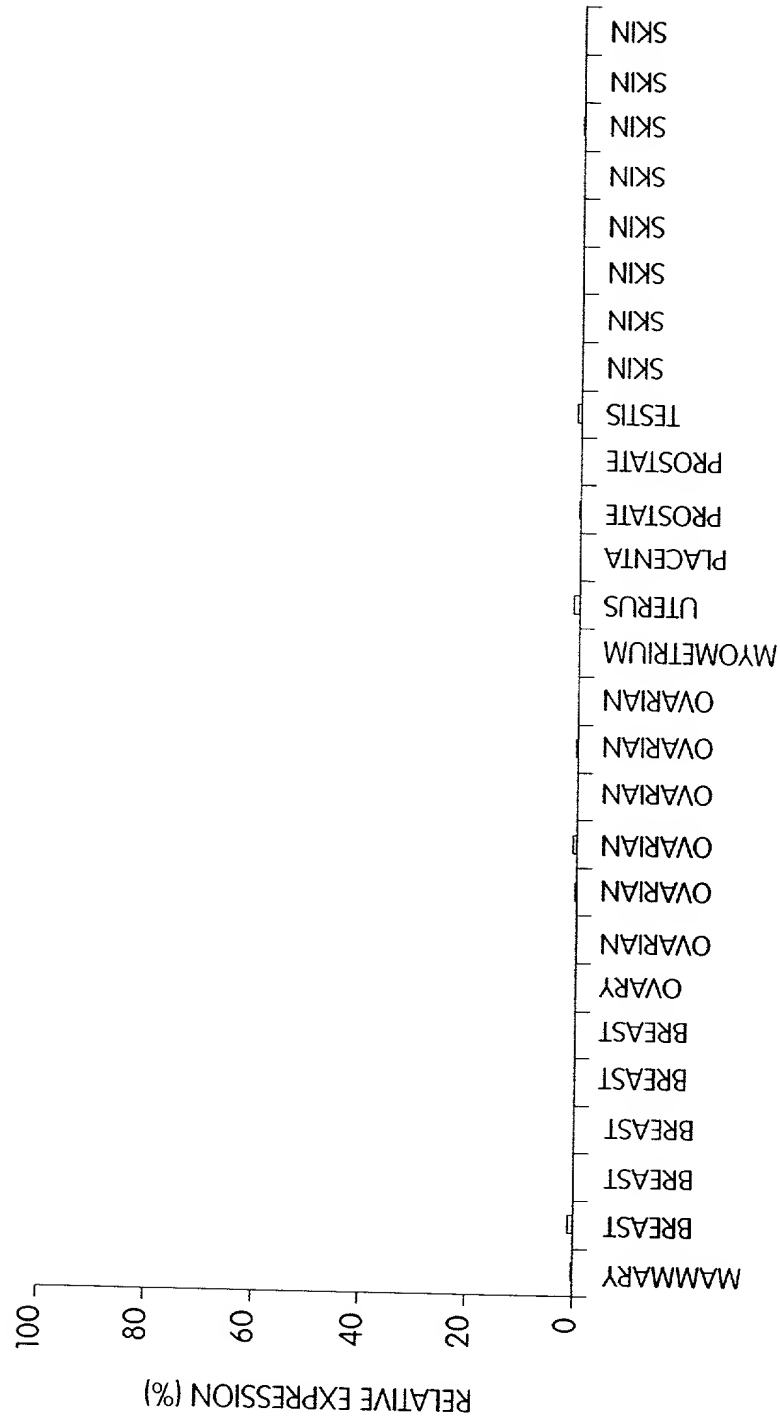 RELATIVE EXPRESSION (%)
100
80
60
40
20
0
MAMMARY
BREAST
BREAST
BREAST
BREAST
BREAST
OVARY
OVARIAN
OVARIAN
OVARIAN
OVARIAN
OVARIAN
OVARIAN
MYOMETRIUM
UTERUS
PLACENTA
PROSTATE
PROSTATE
TESTIS
SKIN
SKIN
SKIN
SKIN
SKIN
SKIN
SKIN
SKIN